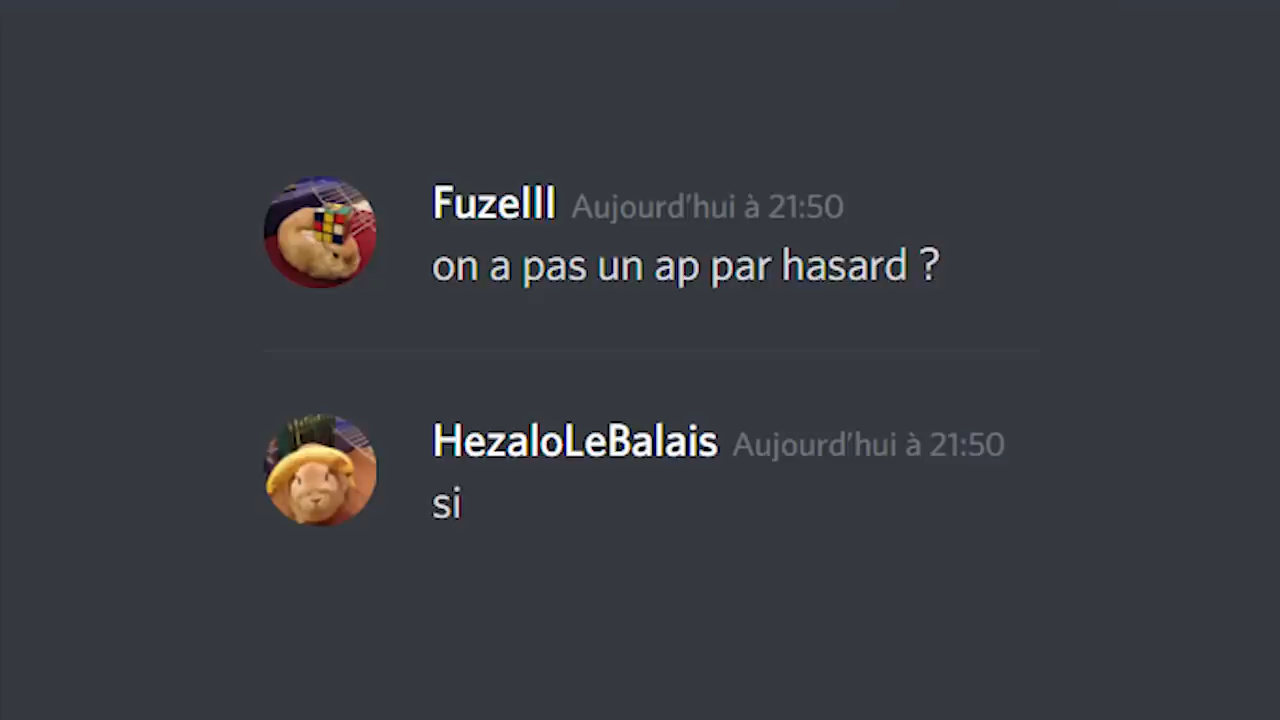 Fuzelll Aujourd'hui à 21:50
on a pas un ap par hasard ?
HezaloLeBalais Aujourd'hui à 21:50
si